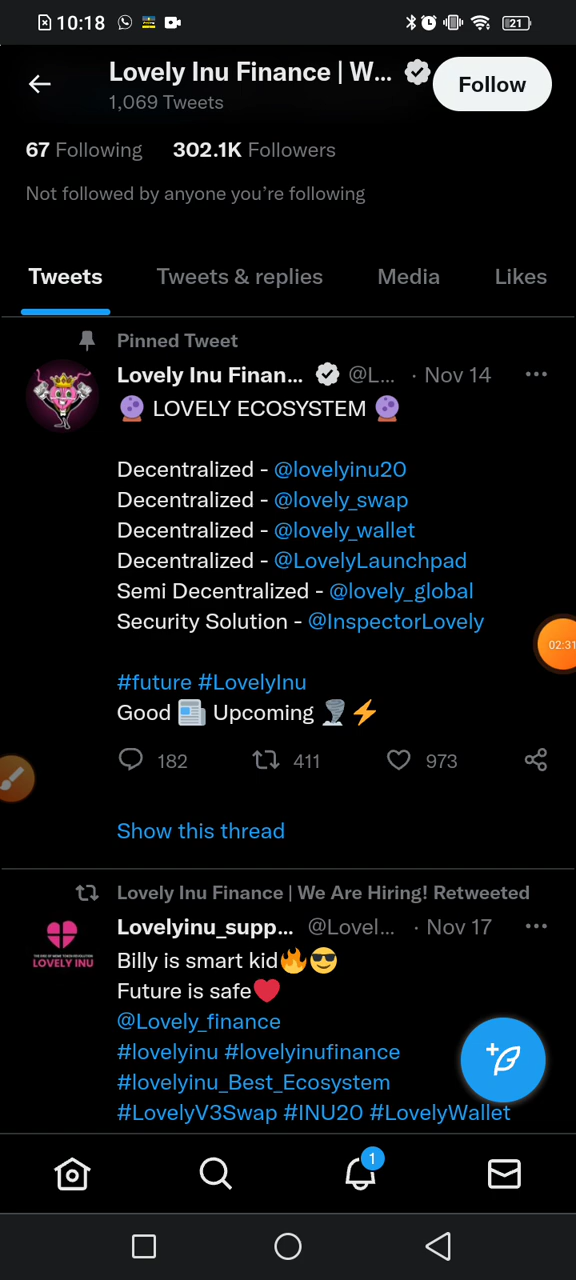 10:18
21
Lovely Inu Finance | W...
1,069 Tweets
Follow
67 Following 302.1K Followers
Not followed by anyone you're following
Tweets Tweets & replies Media Likes
Pinned Tweet
Lovely Inu Finan... @L... · Nov 14
🔮 LOVELY ECOSYSTEM 🔮
Decentralized - @lovelyinu20
Decentralized - @lovely_swap
Decentralized - @lovely_wallet
Decentralized - @LovelyLaunchpad
Semi Decentralized - @lovely_global
Security Solution - @InspectorLovely
02:31
#future #LovelyInu
Good 📰 Upcoming 🌪️⚡
182 411 973
Show this thread
Lovely Inu Finance | We Are Hiring! Retweeted
Lovelyinu_supp... @Lovel... · Nov 17
LOVELY INU
Billy is smart kid🔥😎
Future is safe❤️
@Lovely_finance
#lovelyinu #lovelyinufinance
#lovelyinu_Best_Ecosystem
#LovelyV3Swap #INU20 #LovelyWallet
1